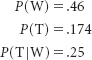 P(W) = .46
P(T) = .174
P(T|W) = .25